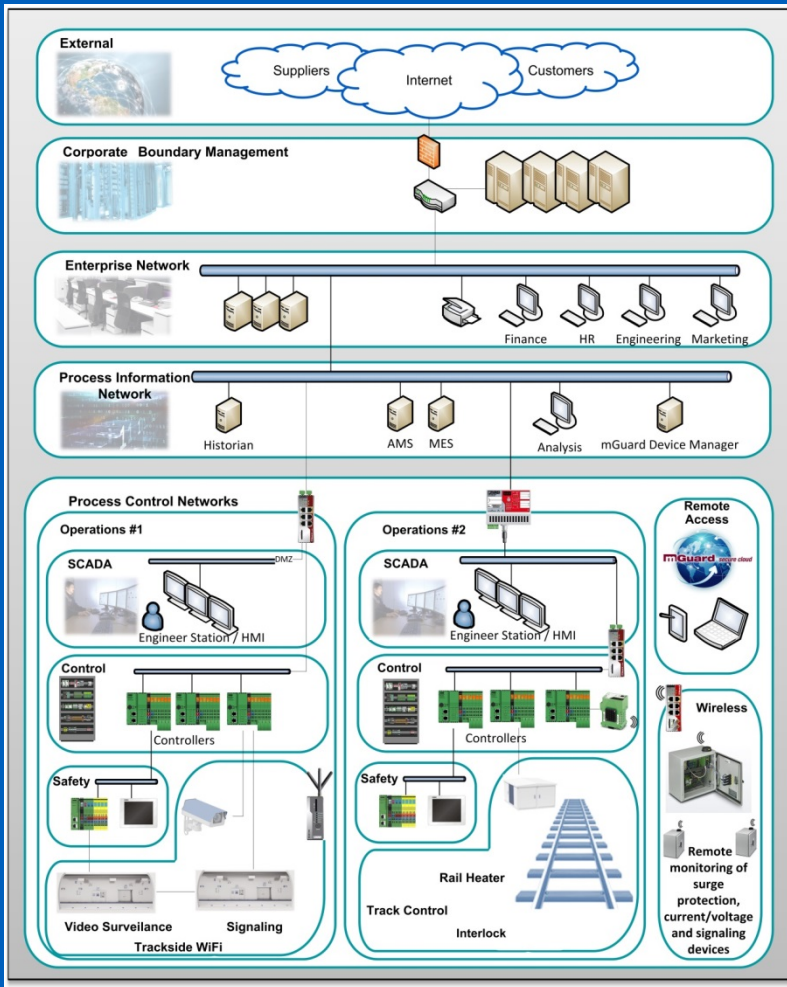 External
Suppliers
Internet
Customers
Corporate Boundary Management
Enterprise Network
Finance
HR
Engineering
Marketing
Process Information
Network
Historian
AMS
MES
Analysis
mGuard Device Manager
Process Control Networks
Operations #1
SCADA
DMZ
Engineer Station / HMI
Control
Controllers
Safety
Video Surveilance
Signaling
Trackside WiFi
Operations #2
SCADA
Engineer Station / HMI
Control
Controllers
Safety
Rail Heater
Track Control
Interlock
Remote
Access
mGuard secure cloud
Wireless
Remote
monitoring of
surge
protection,
current/voltage
and signaling
devices